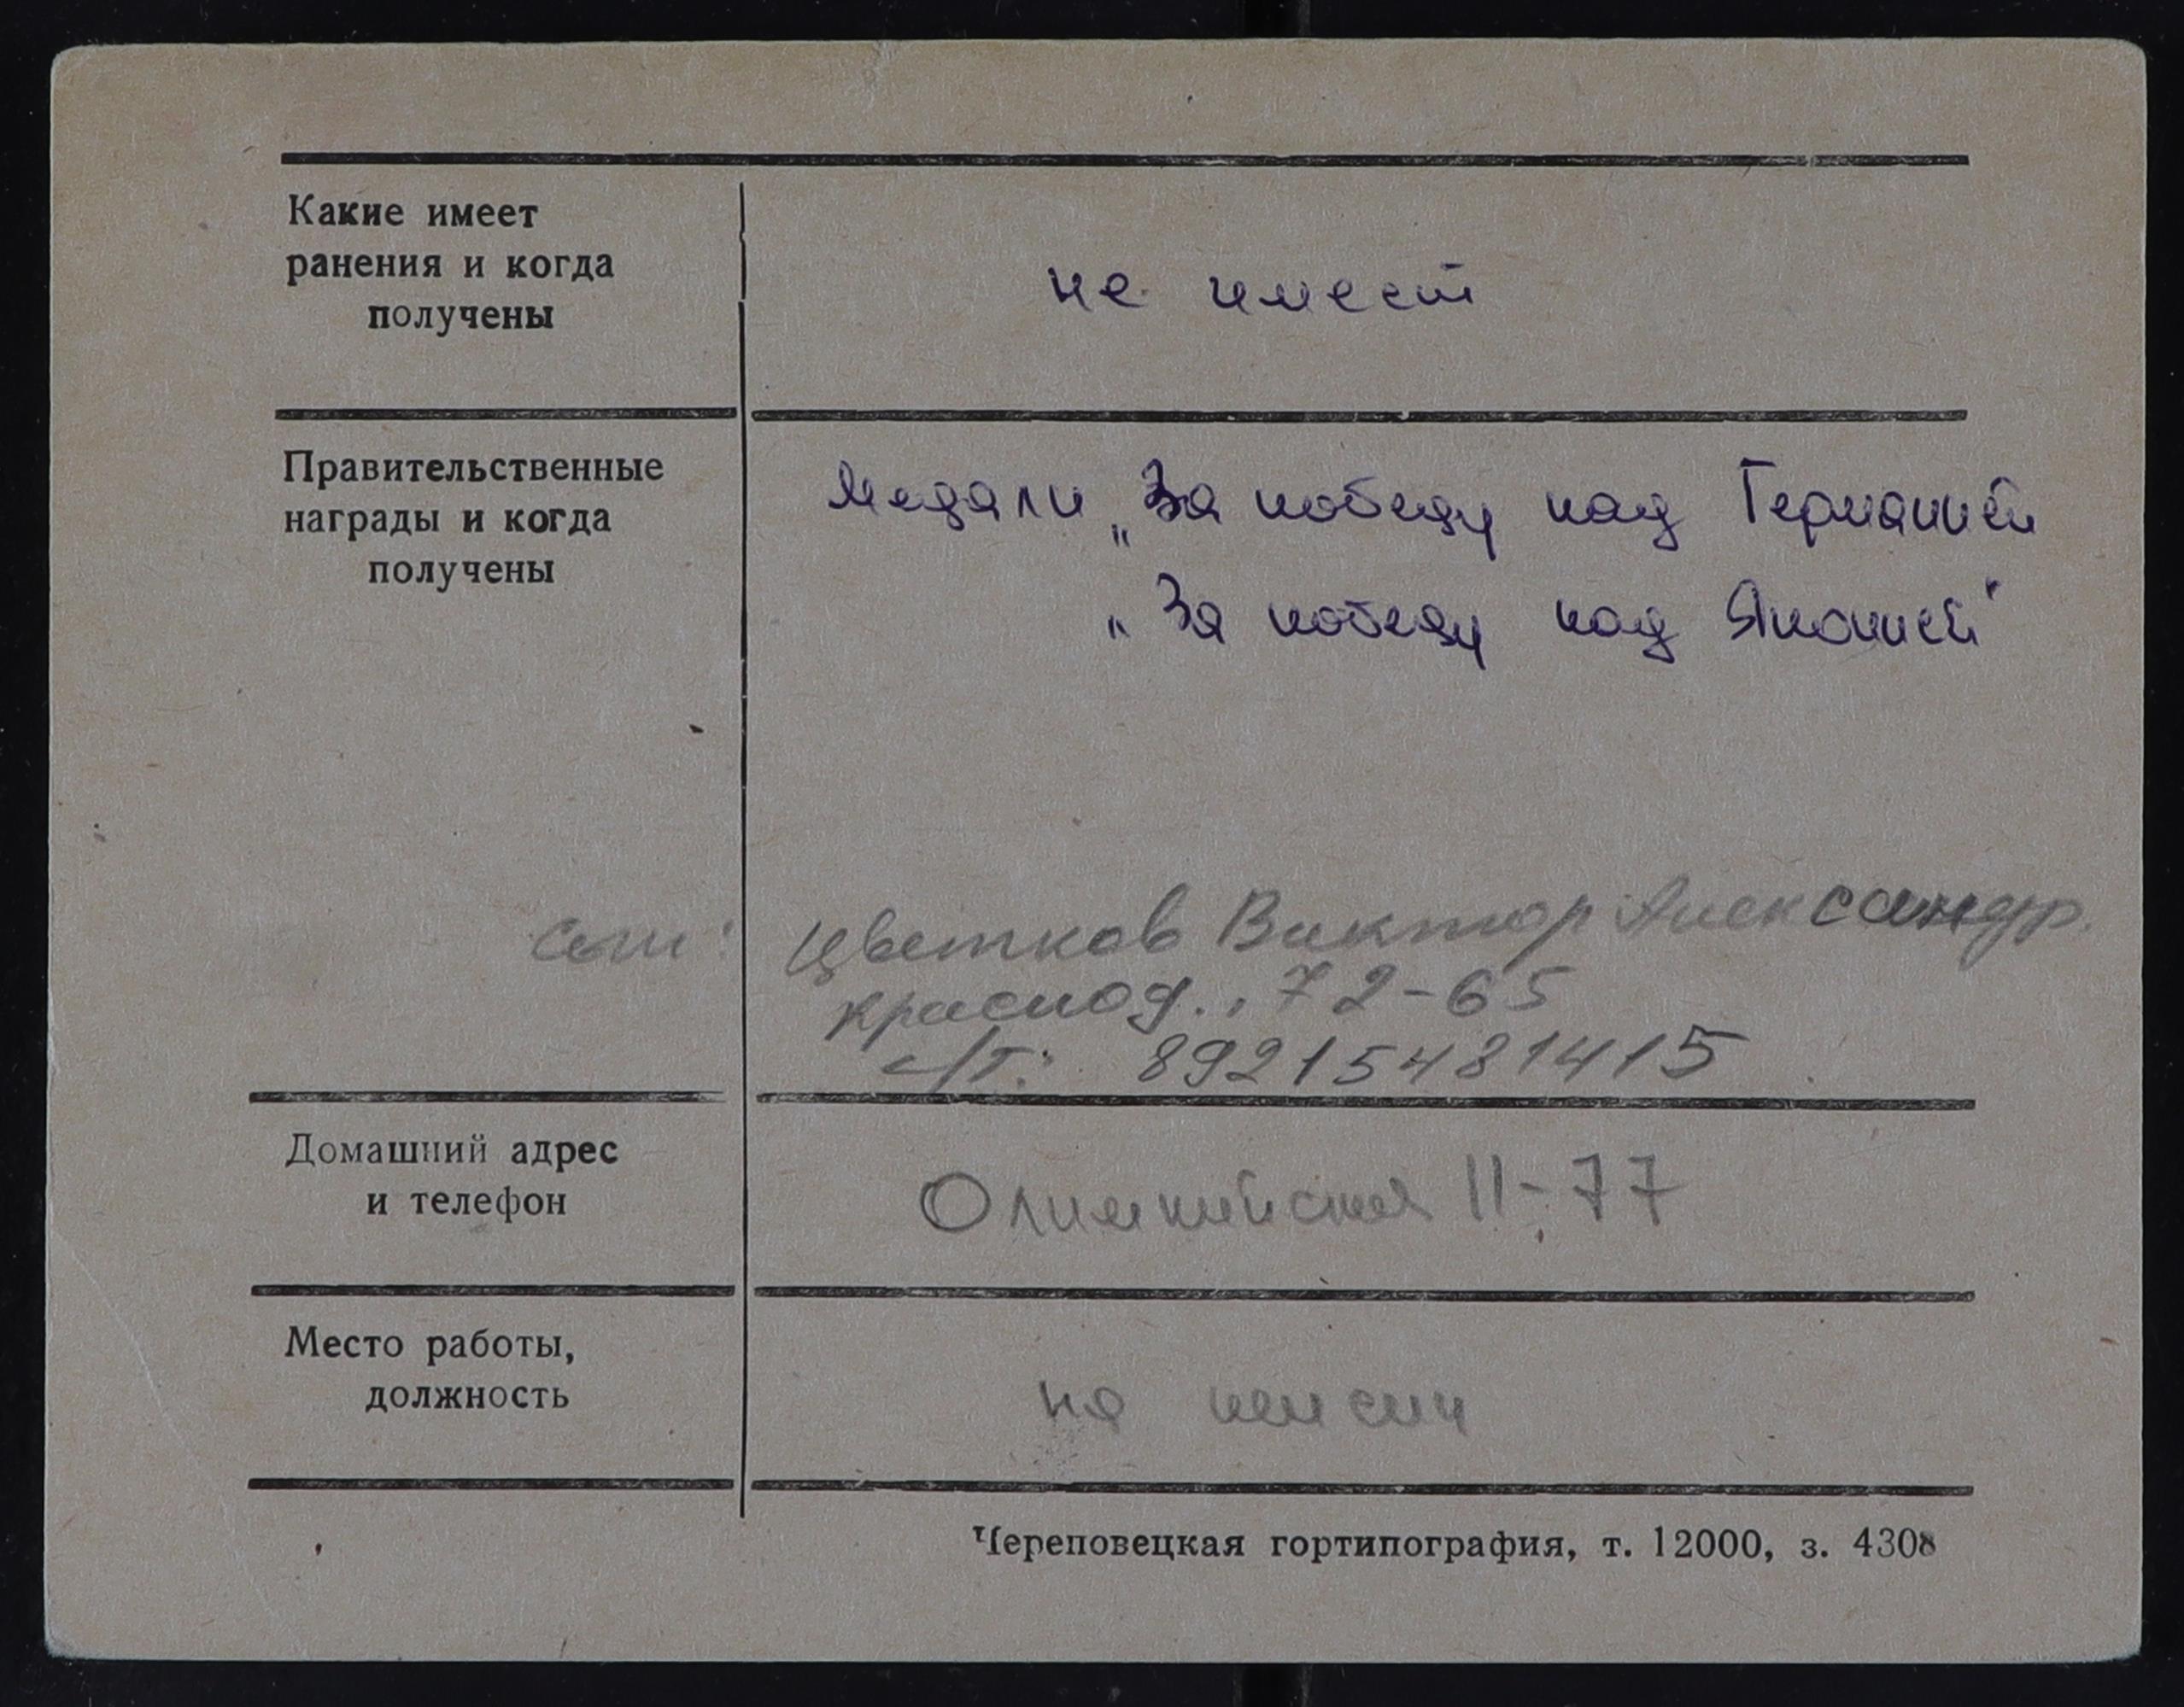 Какие имеет
ранения и когда
получены
не имеет
Правительственные
награды и когда
получены
Медали „За победу над Германией
„За победу над Японией"
сын: Цветков Виктор Александр.
краснод., 72-65
с/т.: 89215481415
Домашний адрес
и телефон
Олимпийская 11-77
Место работы,
должность
на пенсии
Череповецкая гортипография, т. 12000, з. 4308